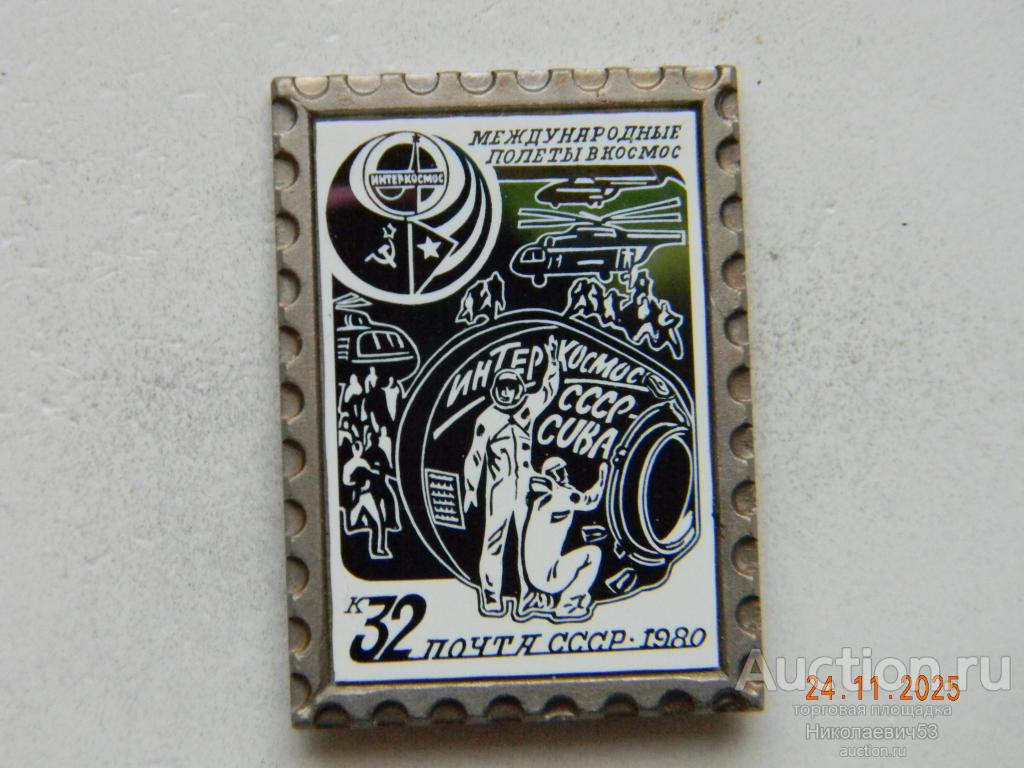 МЕЖДУНАРОДНЫЕ
ПОЛЕТЫ В КОСМОС
ИНТЕРКОСМОС
ИНТЕРКОСМОС
СССР-
CUBA
К32
ПОЧТА СССР·1980
Auction.ru
24.11.2025
торговая площадка
Николаевич53
auction.ru